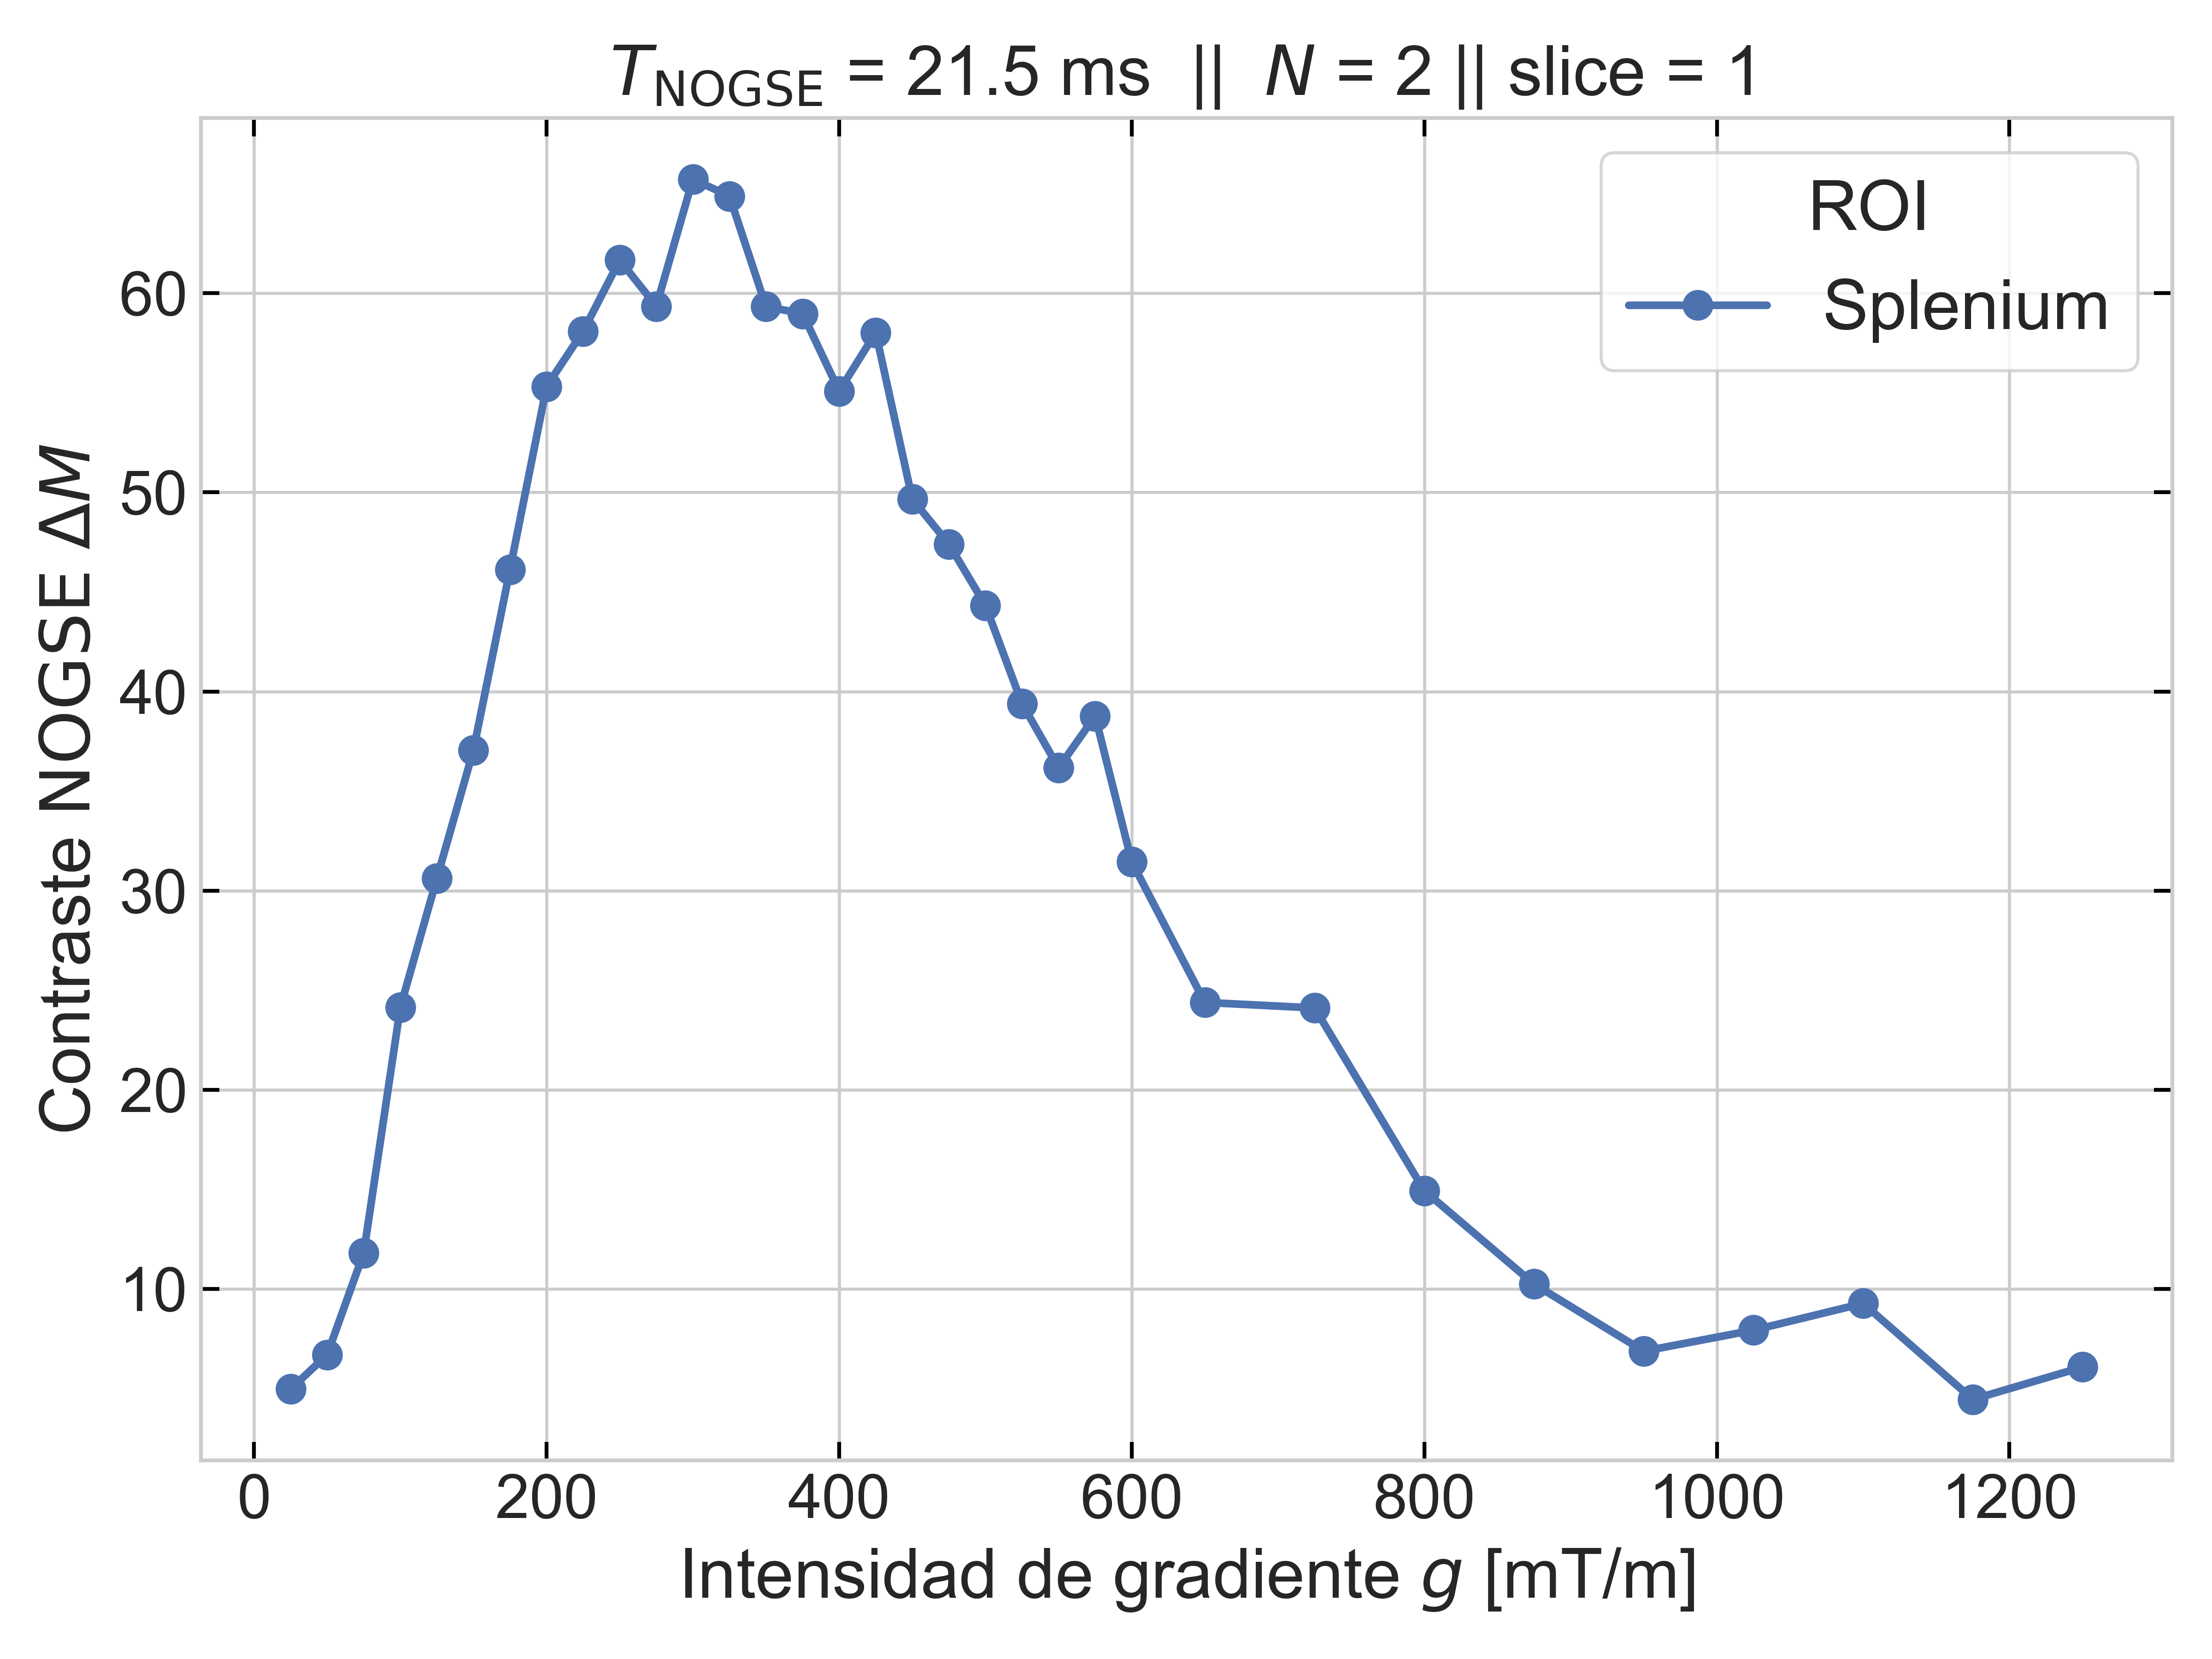 T_NOGSE = 21.5 ms || N = 2 || slice = 1
ROI
Splenium
Contraste NOGSE ΔM
60
50
40
30
20
10
0 200 400 600 800 1000 1200
Intensidad de gradiente g [mT/m]